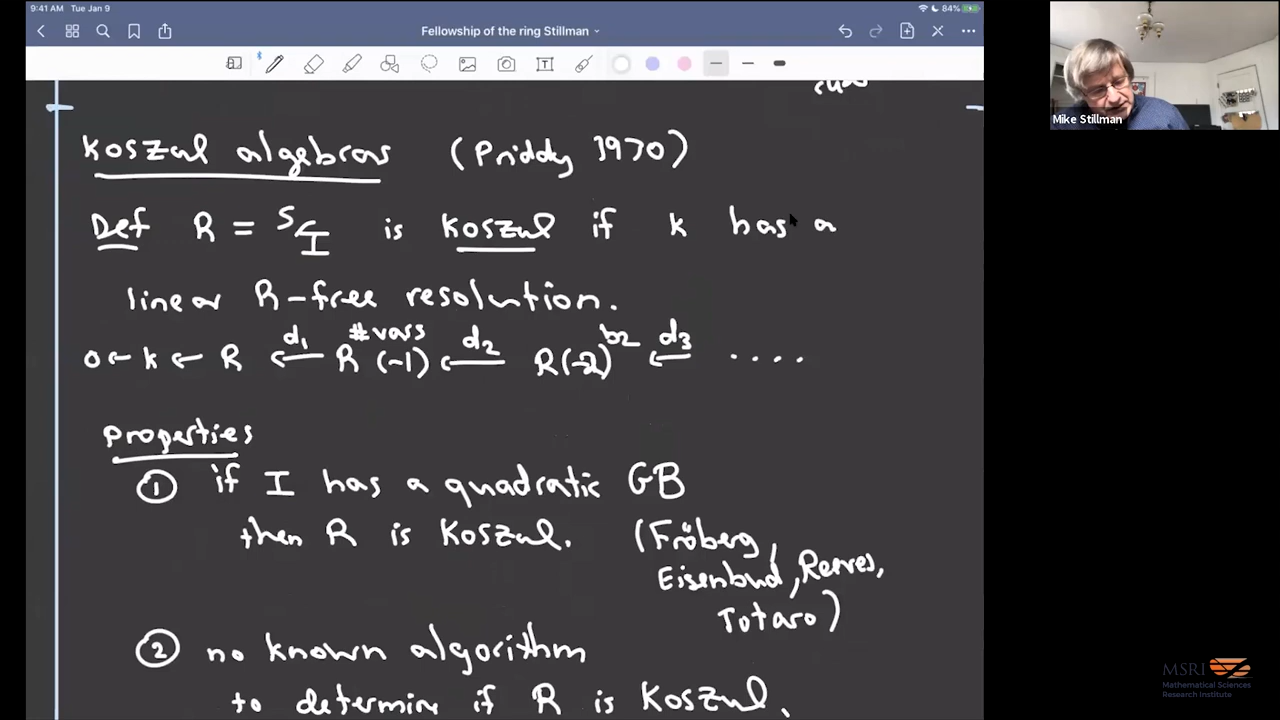 9:41 AM Tue Jan 9
84%
Fellowship of the ring Stillman
Koszul algebras (Priddy 1970)
Def R = S/I is Koszul if k has a
linear R-free resolution.
0 ← k ← R ←d₁ R(-1)^#vars ←d₂ R(-2)^b2 ←d₃ ....
Properties
① if I has a quadratic GB
then R is Koszul. (Fröberg,
Eisenbud, Reeves,
Totaro)
② no known algorithm
to determine if R is Koszul.
Mike Stillman
MSRI
Mathematical Sciences
Research Institute